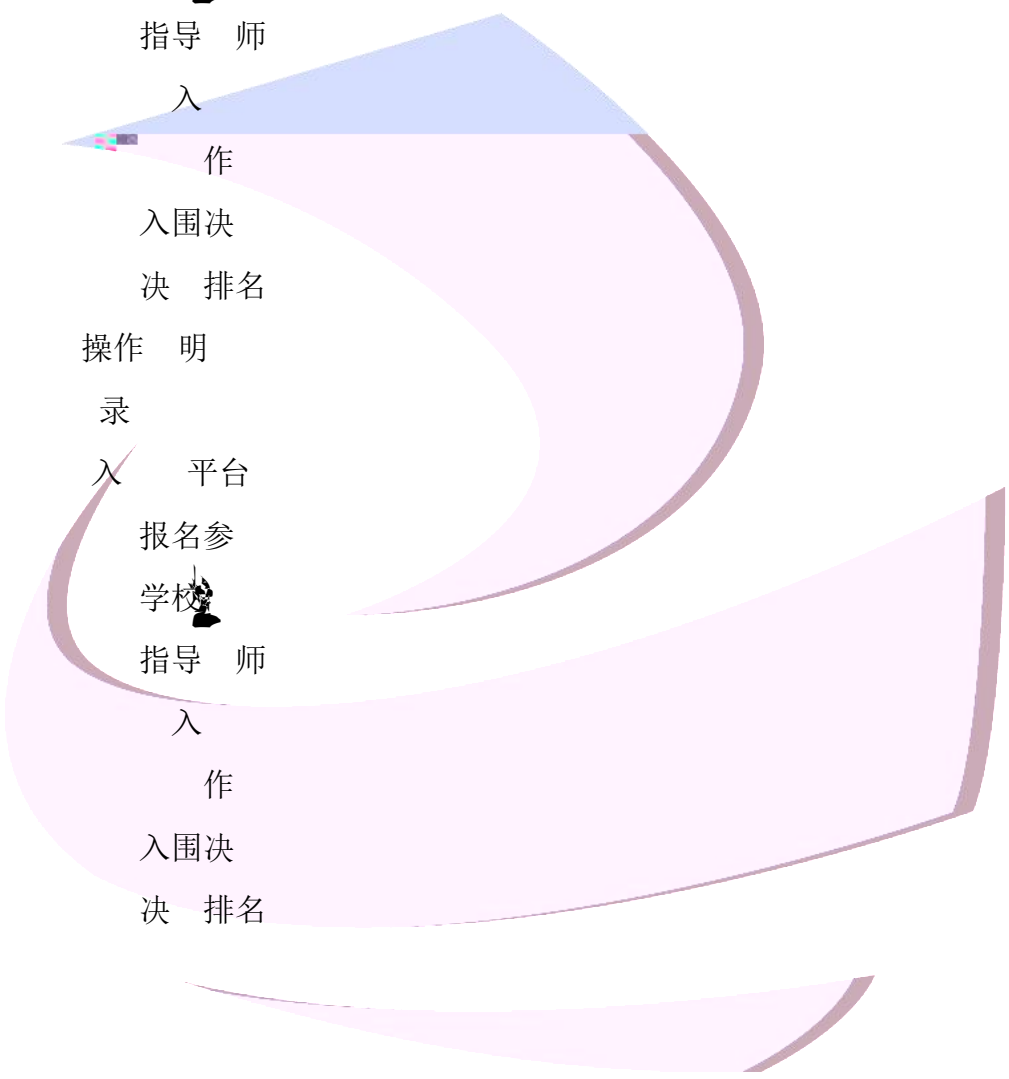 指导 师
入
作
入围决
决 排名
操作 明
录
入 平台
报名参
学校
指导 师
入
作
入围决
决 排名